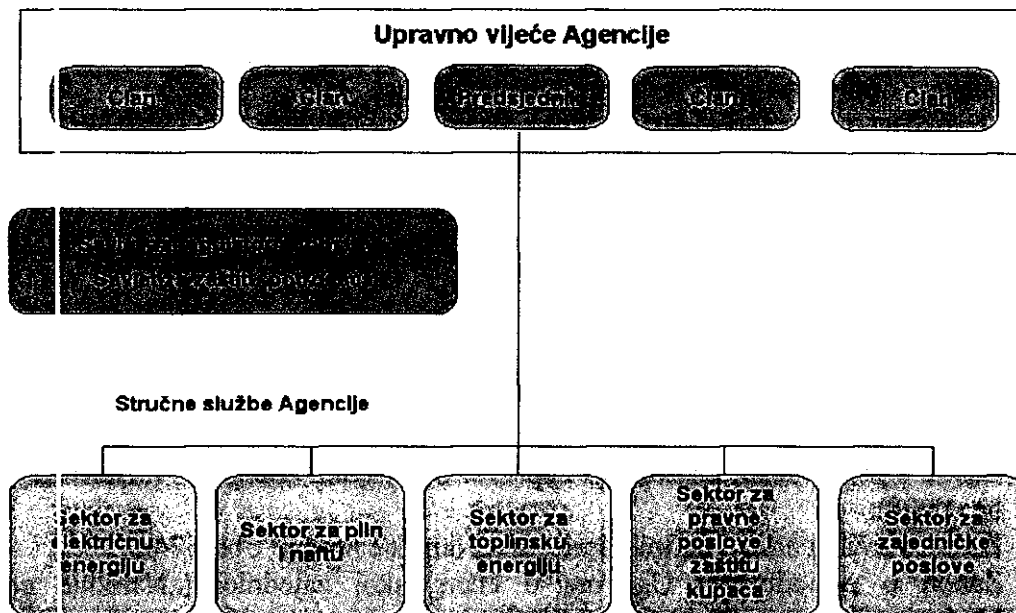 Upravno vijeće Agencije
Član
Član
Predsjednik
Član
Član
Stručne službe Agencije
Sektor za
električnu
energiju
Sektor za plin
i naftu
Sektor za
toplinsku
energiju
Sektor za
pravne
poslove i
zaštitu
kupaca
Sektor za
zajedničke
poslove